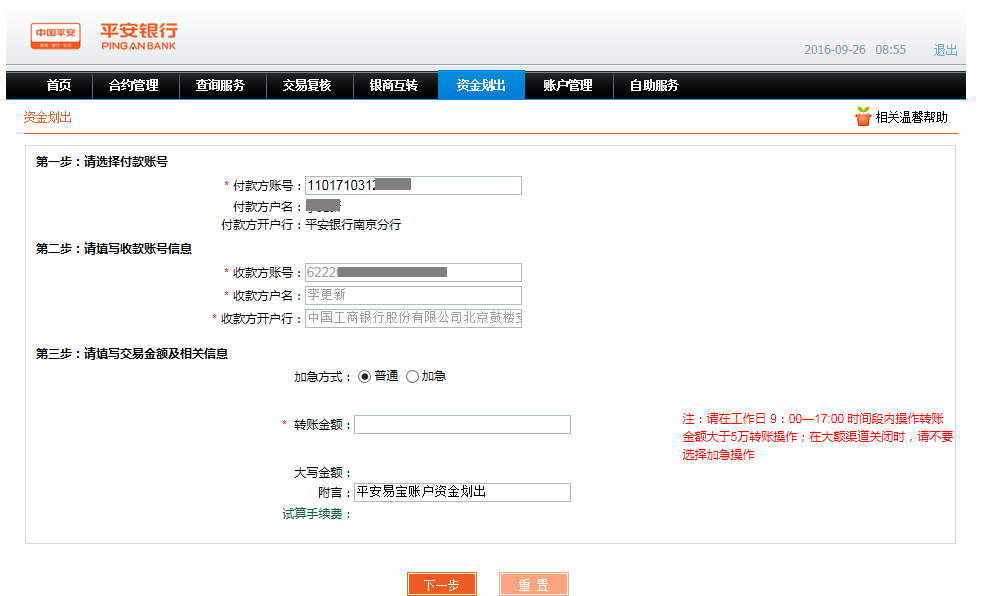 中国平安
平安银行
PING AN BANK
2016-09-26 08:55 退出
首页 合约管理 查询服务 交易复核 银商互转 资金划出 账户管理 自助服务
资金划出 相关温馨帮助
第一步：请选择付款账号
* 付款方账号： 1101710312
付款方户名：
付款方开户行：平安银行南京分行
第二步：请填写收款账号信息
* 收款方账号： 6222
* 收款方户名： 李更新
* 收款方开户行： 中国工商银行股份有限公司北京鼓楼支
第三步：请填写交易金额及相关信息
加急方式： 普通 加急
* 转账金额：
注：请在工作日 9：00—17:00 时间段内操作转账
金额大于5万转账操作；在大额渠道关闭时，请不要
选择加急操作
大写金额：
附言： 平安易宝账户资金划出
试算手续费：
下一步 重 置